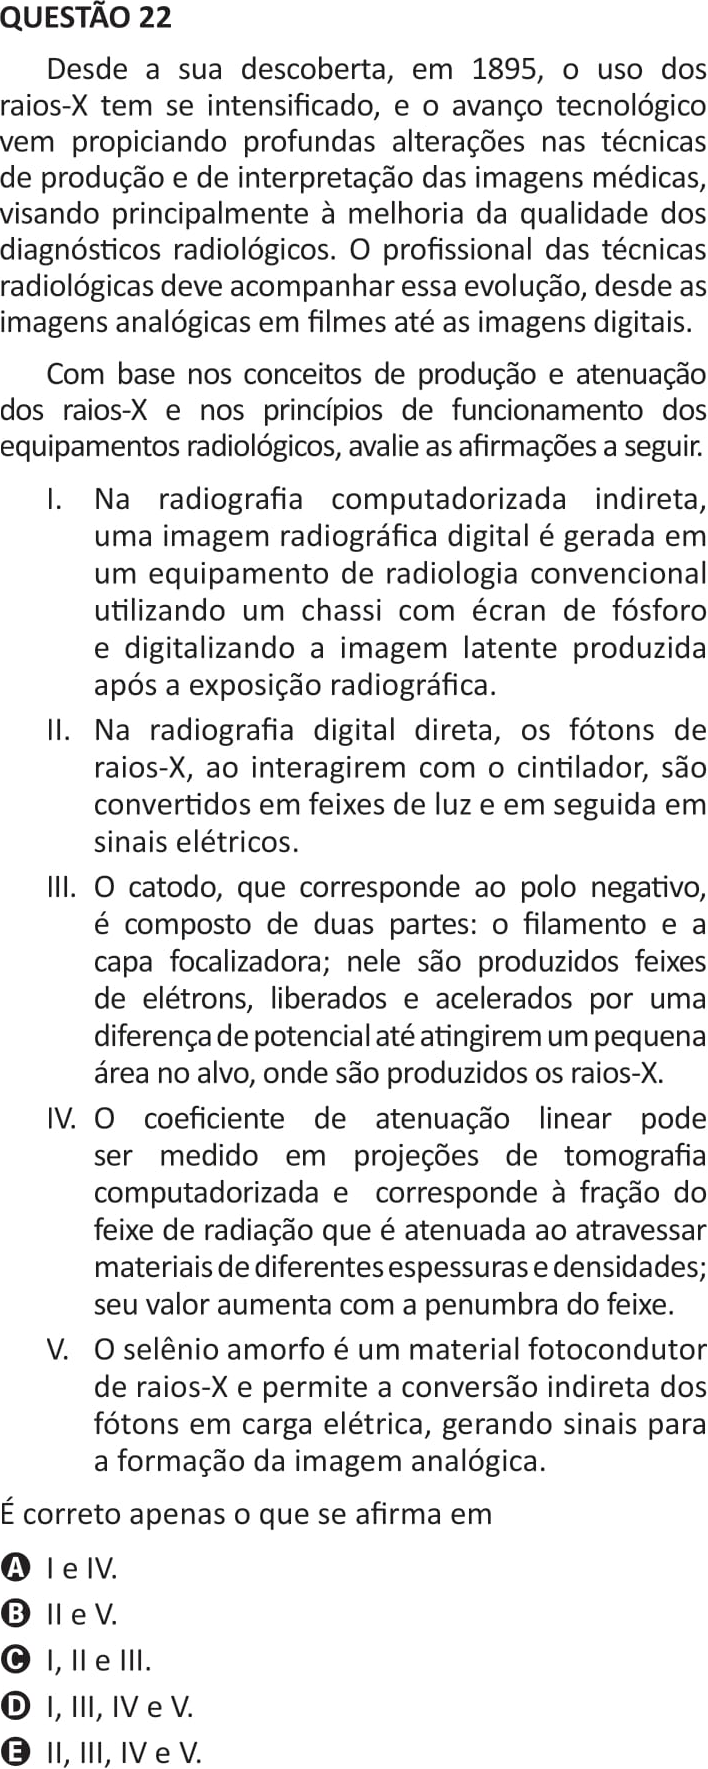 QUESTÃO 22
Desde a sua descoberta, em 1895, o uso dos
raios-X tem se intensificado, e o avanço tecnológico
vem propiciando profundas alterações nas técnicas
de produção e de interpretação das imagens médicas,
visando principalmente à melhoria da qualidade dos
diagnósticos radiológicos. O profissional das técnicas
radiológicas deve acompanhar essa evolução, desde as
imagens analógicas em filmes até as imagens digitais.
Com base nos conceitos de produção e atenuação
dos raios-X e nos princípios de funcionamento dos
equipamentos radiológicos, avalie as afirmações a seguir.
I. Na radiografia computadorizada indireta,
uma imagem radiográfica digital é gerada em
um equipamento de radiologia convencional
utilizando um chassi com écran de fósforo
e digitalizando a imagem latente produzida
após a exposição radiográfica.
II. Na radiografia digital direta, os fótons de
raios-X, ao interagirem com o cintilador, são
convertidos em feixes de luz e em seguida em
sinais elétricos.
III. O catodo, que corresponde ao polo negativo,
é composto de duas partes: o filamento e a
capa focalizadora; nele são produzidos feixes
de elétrons, liberados e acelerados por uma
diferença de potencial até atingirem um pequena
área no alvo, onde são produzidos os raios-X.
IV. O coeficiente de atenuação linear pode
ser medido em projeções de tomografia
computadorizada e corresponde à fração do
feixe de radiação que é atenuada ao atravessar
materiais de diferentes espessuras e densidades;
seu valor aumenta com a penumbra do feixe.
V. O selênio amorfo é um material fotocondutor
de raios-X e permite a conversão indireta dos
fótons em carga elétrica, gerando sinais para
a formação da imagem analógica.
É correto apenas o que se afirma em
A I e IV.
B II e V.
C I, II e III.
D I, III, IV e V.
E II, III, IV e V.